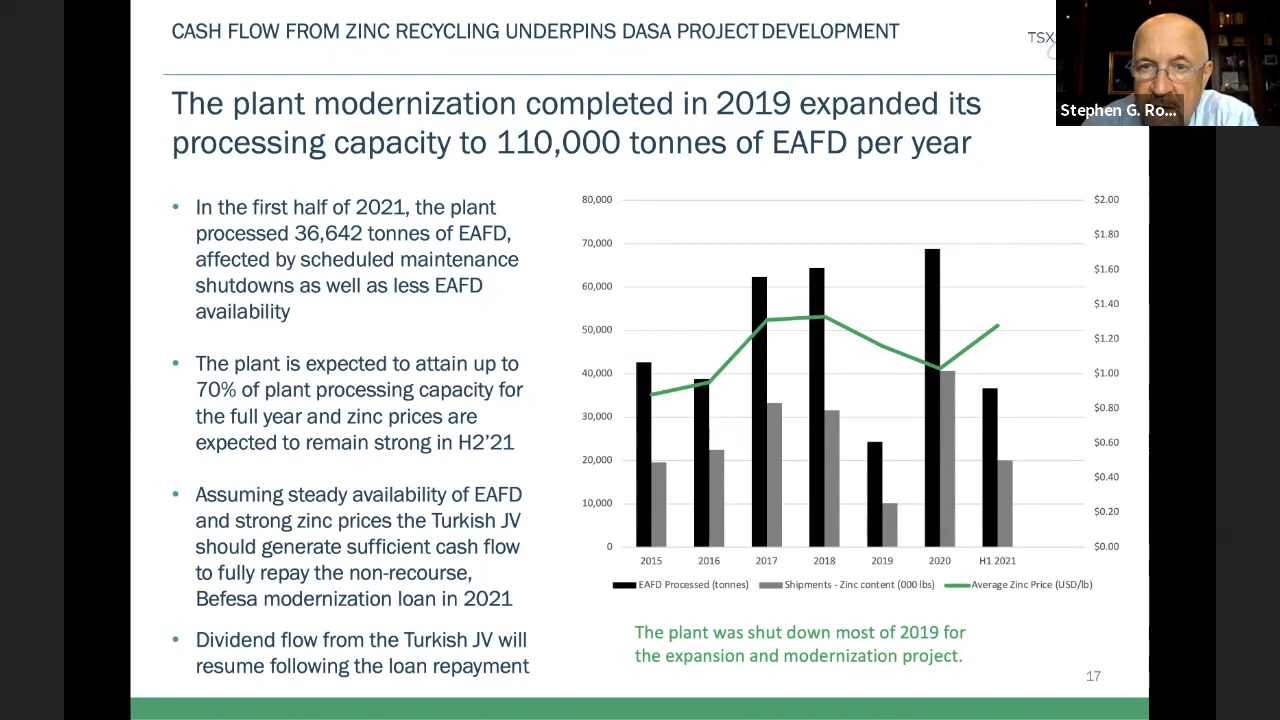 CASH FLOW FROM ZINC RECYCLING UNDERPINS DASA PROJECT DEVELOPMENT
TSX
Stephen G. Ro...
The plant modernization completed in 2019 expanded its
processing capacity to 110,000 tonnes of EAFD per year
• In the first half of 2021, the plant
processed 36,642 tonnes of EAFD,
affected by scheduled maintenance
shutdowns as well as less EAFD
availability
• The plant is expected to attain up to
70% of plant processing capacity for
the full year and zinc prices are
expected to remain strong in H2’21
• Assuming steady availability of EAFD
and strong zinc prices the Turkish JV
should generate sufficient cash flow
to fully repay the non-recourse,
Befesa modernization loan in 2021
• Dividend flow from the Turkish JV will
resume following the loan repayment
80,000 $2.00
$1.80
70,000
$1.60
60,000
$1.40
50,000
$1.20
40,000 $1.00
$0.80
30,000
$0.60
20,000
$0.40
10,000
$0.20
0 $0.00
2015 2016 2017 2018 2019 2020 H1 2021
EAFD Processed (tonnes) Shipments - Zinc content (000 lbs) Average Zinc Price (USD/lb)
The plant was shut down most of 2019 for
the expansion and modernization project.
17